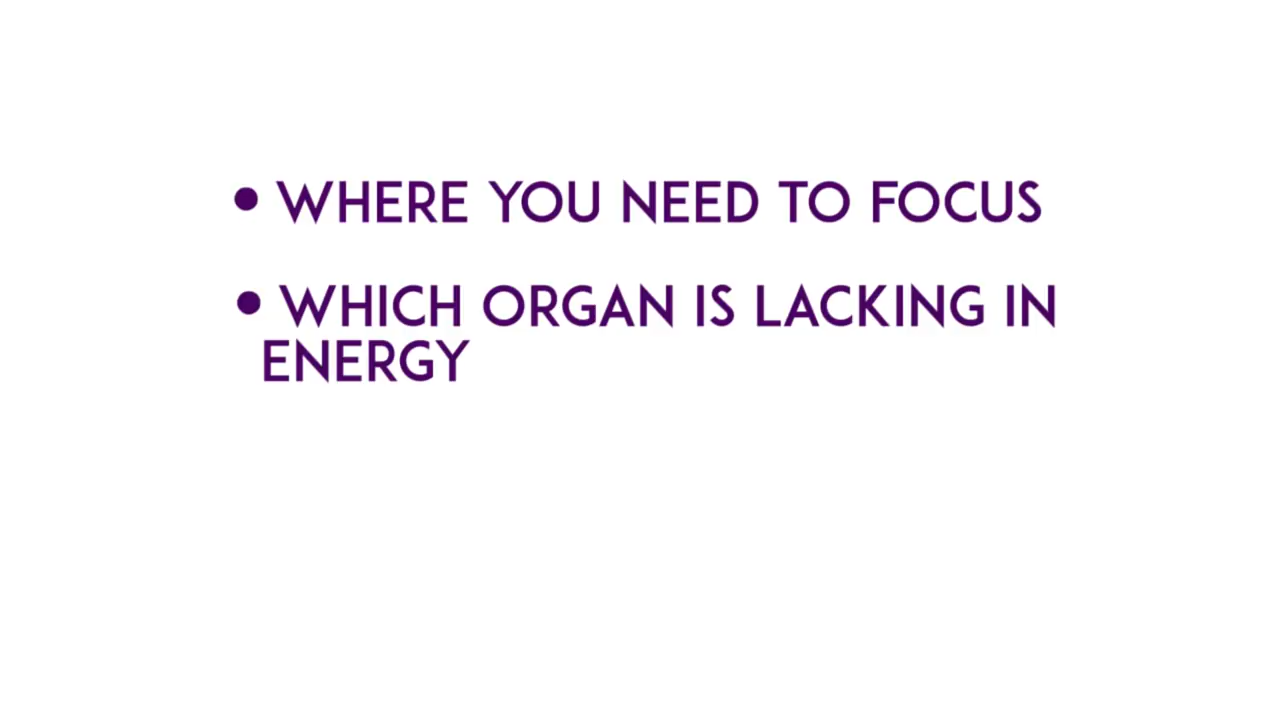 • WHERE YOU NEED TO FOCUS
• WHICH ORGAN IS LACKING IN
ENERGY